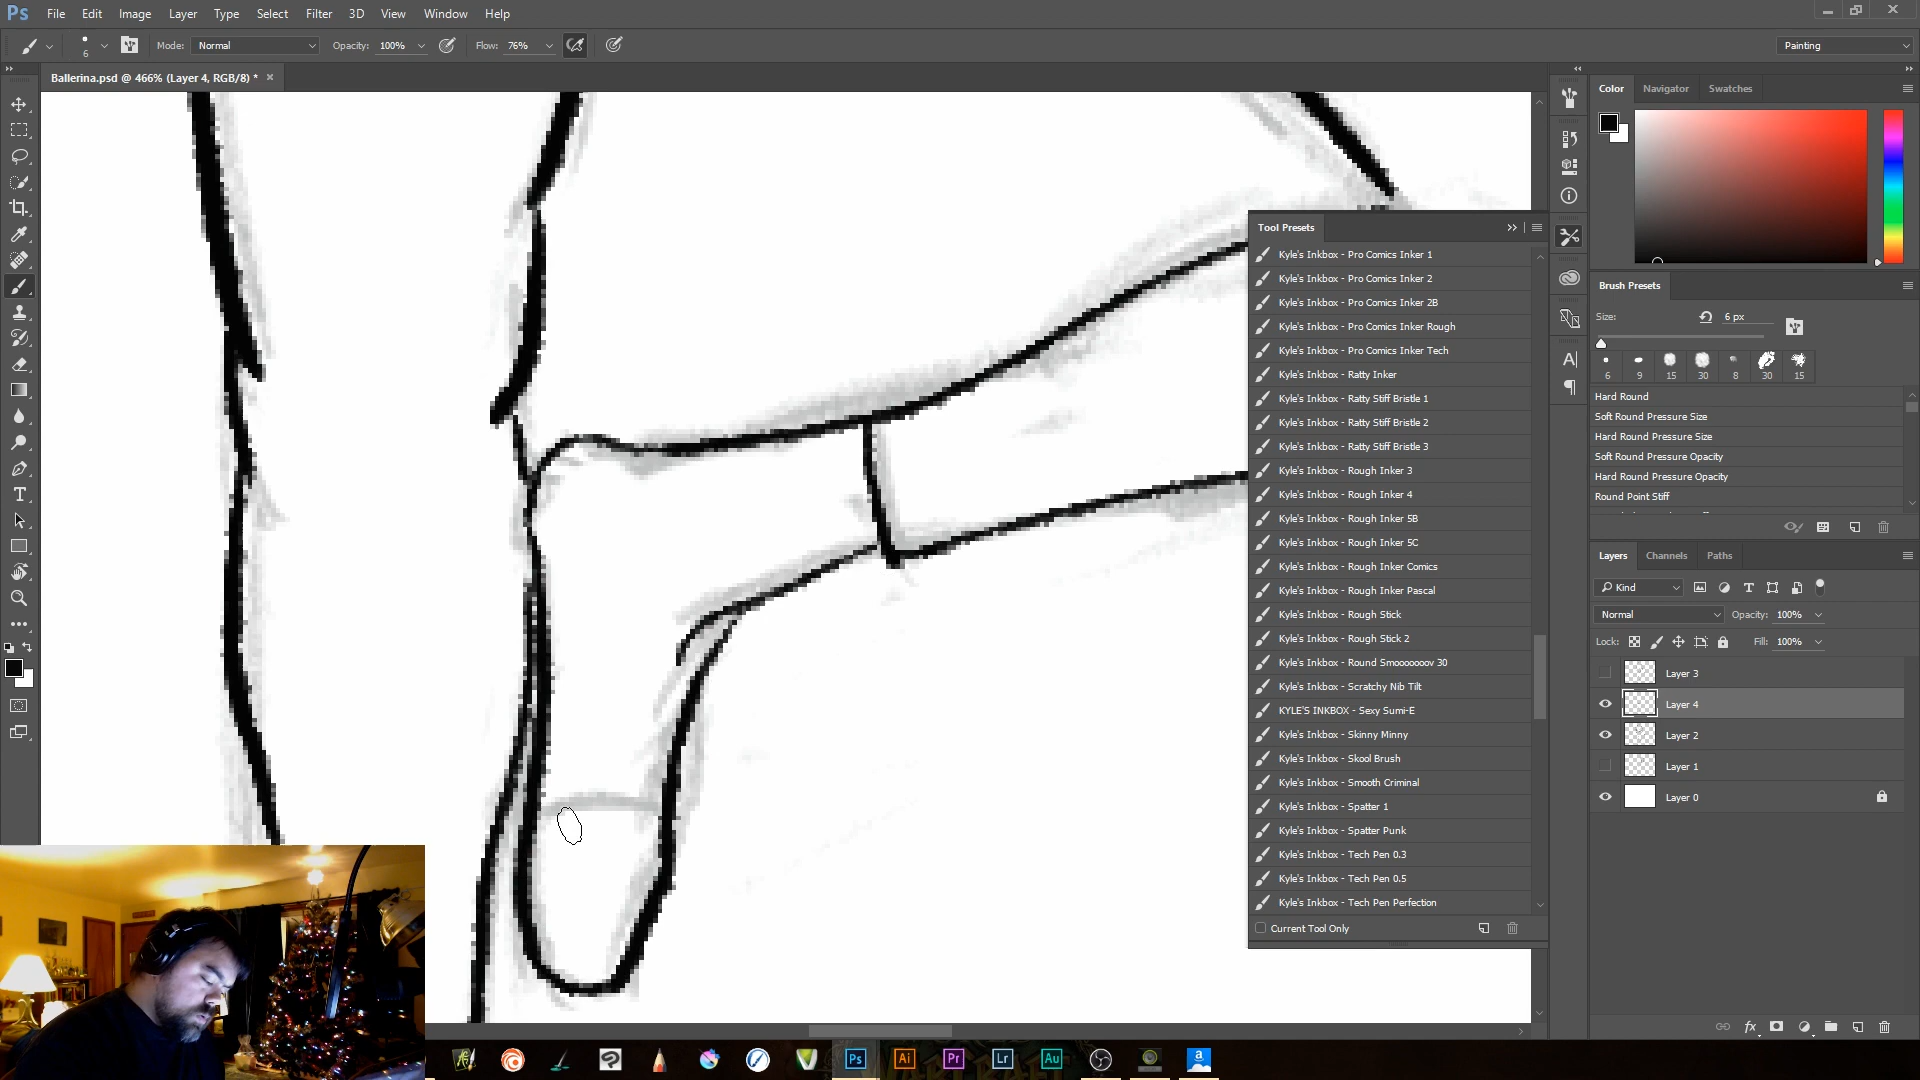 Ps File Edit Image Layer Type Select Filter 3D View Window Help
6 Mode: Normal Opacity: 100% Flow: 76% Painting
Ballerina.psd @ 466% (Layer 4, RGB/8) * ×
Color Navigator Swatches
Tool Presets
Kyle's Inkbox - Pro Comics Inker 1
Kyle's Inkbox - Pro Comics Inker 2
Kyle's Inkbox - Pro Comics Inker 2B
Kyle's Inkbox - Pro Comics Inker Rough
Kyle's Inkbox - Pro Comics Inker Tech
Kyle's Inkbox - Ratty Inker
Kyle's Inkbox - Ratty Stiff Bristle 1
Kyle's Inkbox - Ratty Stiff Bristle 2
Kyle's Inkbox - Ratty Stiff Bristle 3
Kyle's Inkbox - Rough Inker 3
Kyle's Inkbox - Rough Inker 4
Kyle's Inkbox - Rough Inker 5B
Kyle's Inkbox - Rough Inker 5C
Kyle's Inkbox - Rough Inker Comics
Kyle's Inkbox - Rough Inker Pascal
Kyle's Inkbox - Rough Stick
Kyle's Inkbox - Rough Stick 2
Kyle's Inkbox - Round Smooooooov 30
Kyle's Inkbox - Scratchy Nib Tilt
KYLE'S INKBOX - Sexy Sumi-E
Kyle's Inkbox - Skinny Minny
Kyle's Inkbox - Skool Brush
Kyle's Inkbox - Smooth Criminal
Kyle's Inkbox - Spatter 1
Kyle's Inkbox - Spatter Punk
Kyle's Inkbox - Tech Pen 0.3
Kyle's Inkbox - Tech Pen 0.5
Kyle's Inkbox - Tech Pen Perfection
Current Tool Only
Brush Presets
Size: 6 px
6 9 15 30 8 30 15
Hard Round
Soft Round Pressure Size
Hard Round Pressure Size
Soft Round Pressure Opacity
Hard Round Pressure Opacity
Round Point Stiff
Layers Channels Paths
Kind
Normal Opacity: 100%
Lock: Fill: 100%
Layer 3
Layer 4
Layer 2
Layer 1
Layer 0
Ps Ai Pr Lr Au a